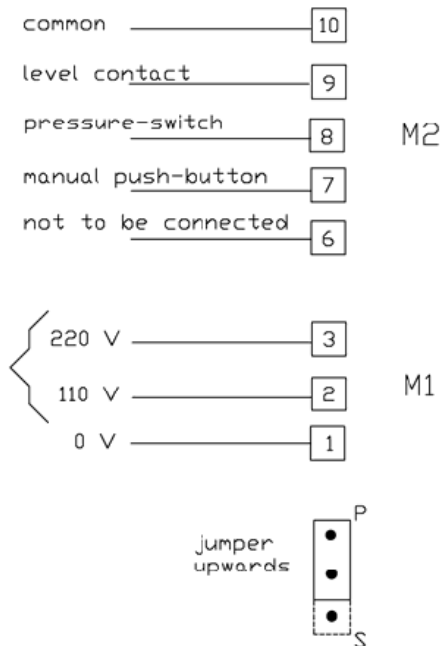 common 10
level contact 9
pressure-switch 8
M2
manual push-button 7
not to be connected 6
220 V 3
110 V 2
M1
0 V 1
P
jumper
upwards
S